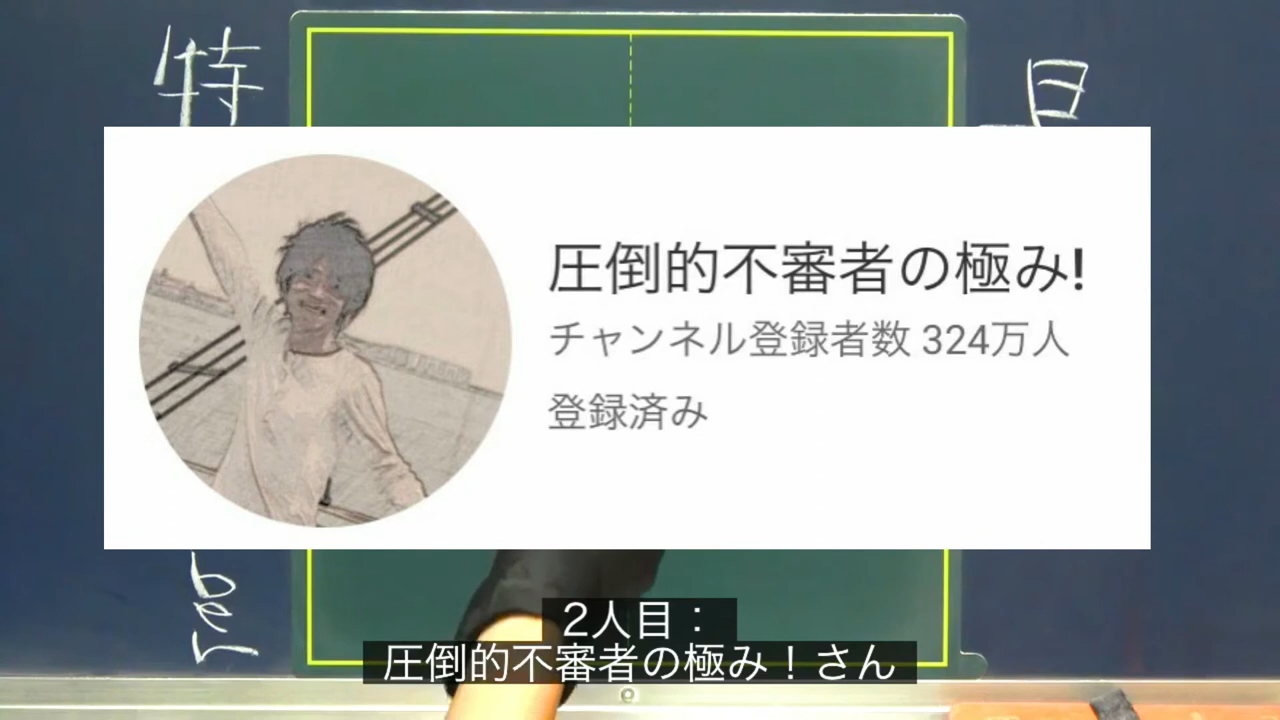 特
日
圧倒的不審者の極み!
チャンネル登録者数 324万人
登録済み
ber
2人目：
圧倒的不審者の極み！さん